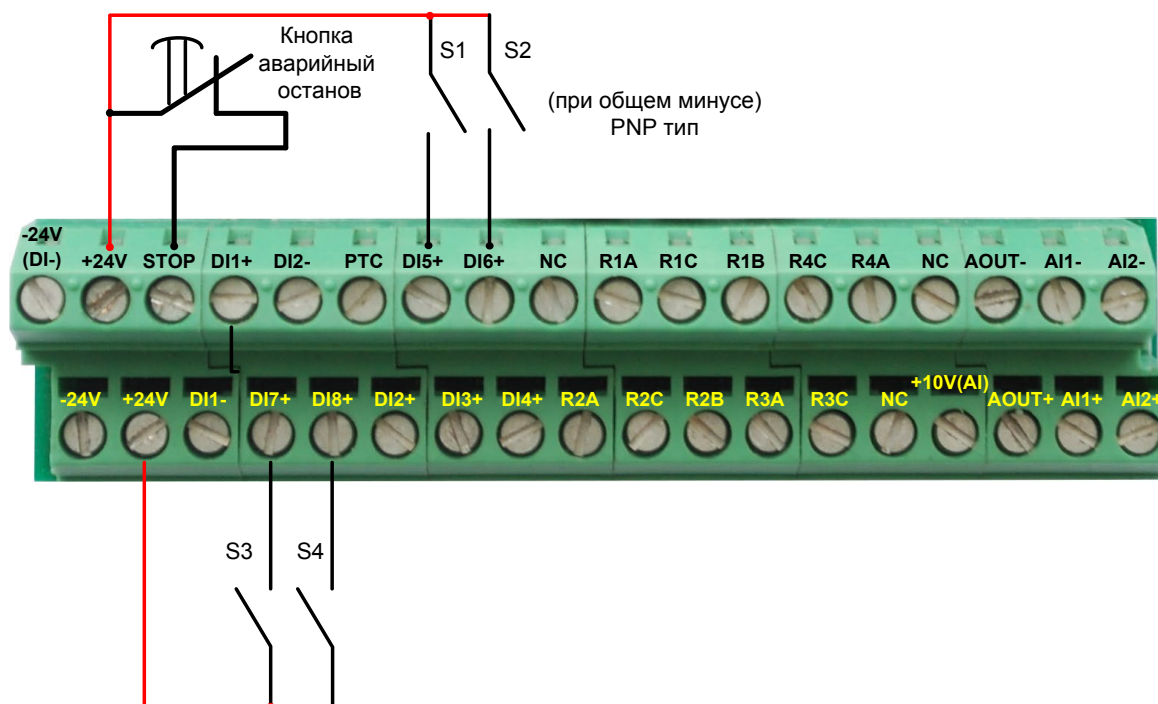 Кнопка
аварийный
останов
S1
S2
(при общем минусе)
PNP тип
-24V
(DI-)
+24V
STOP
DI1+
DI2-
PTC
DI5+
DI6+
NC
R1A
R1C
R1B
R4C
R4A
NC
AOUT-
AI1-
AI2-
-24V
+24V
DI1-
DI7+
DI8+
DI2+
DI3+
DI4+
R2A
R2C
R2B
R3A
R3C
NC
+10V(AI)
AOUT+
AI1+
AI2+
S3
S4